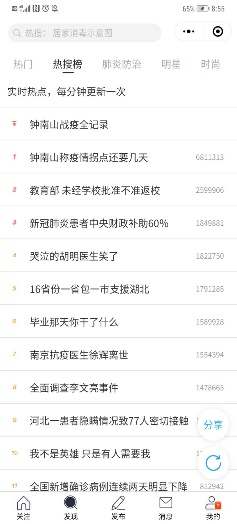 65% 8:55
热搜：居家消毒示意图
热门 热搜榜 肺炎防治 明星 时尚
实时热点，每分钟更新一次
钟南山战疫全记录
1 钟南山称疫情拐点还要几天 6811313
2 教育部 未经学校批准不准返校 2599906
3 新冠肺炎患者中央财政补助60% 1849881
4 哭泣的胡明医生笑了 1822750
5 16省份一省包一市支援湖北 1791285
6 毕业那天你干了什么 1589928
7 南京抗疫医生徐辉离世 1554394
8 全面调查李文亮事件 1478665
9 河北一患者隐瞒情况致77人密切接触
分享
10 我不是英雄 只是有人需要我
11 全国新增确诊病例连续两天明显下降 812942
关注 发现 发布 消息 我的